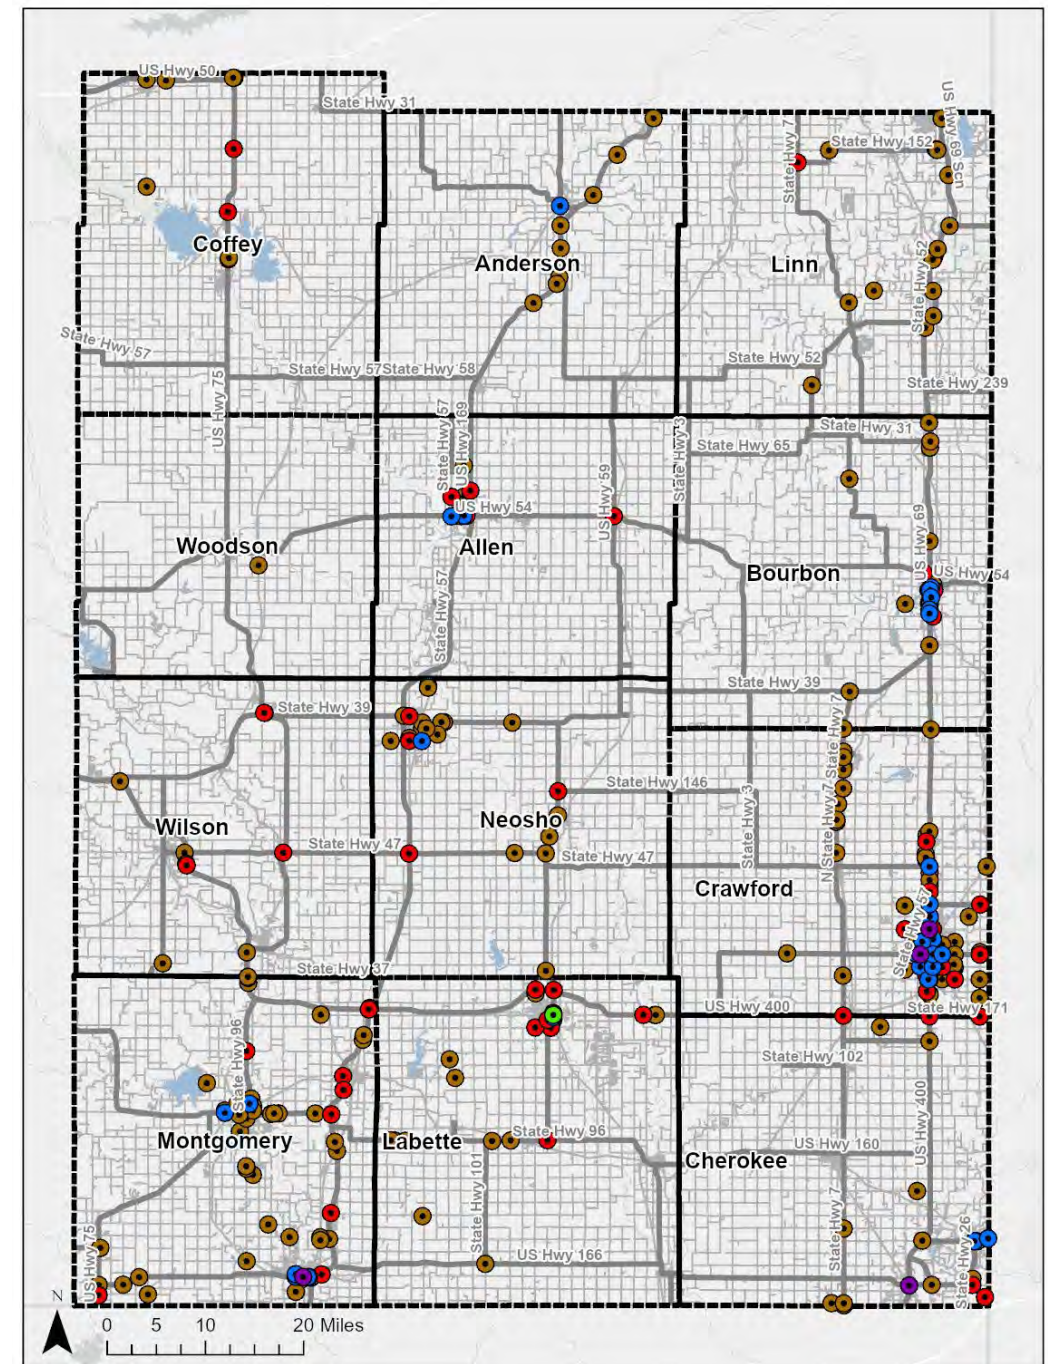 US Hwy 50
State Hwy 31
US Hwy 69 Scn
State Hwy 7
State Hwy 152
Coffey
Anderson
Linn
State Hwy 52
State Hwy 57
State Hwy 57
State Hwy 58
State Hwy 52
US Hwy 75
State Hwy 239
State Hwy 57
US Hwy 169
State Hwy 3
State Hwy 31
State Hwy 65
US Hwy 59
US Hwy 54
US Hwy 69
Woodson
Allen
Bourbon
US Hwy 54
State Hwy 57
State Hwy 39
State Hwy 39
State Hwy 7
State Hwy 146
Wilson
Neosho
State Hwy 3
N State Hwy 7
State Hwy 47
State Hwy 47
Crawford
State Hwy 57
State Hwy 37
US Hwy 400
State Hwy 171
State Hwy 96
State Hwy 102
US Hwy 400
Montgomery
Labette
State Hwy 96
US Hwy 160
Cherokee
State Hwy 101
State Hwy 7
US Hwy 75
US Hwy 166
State Hwy 26
N
0 5 10 20 Miles